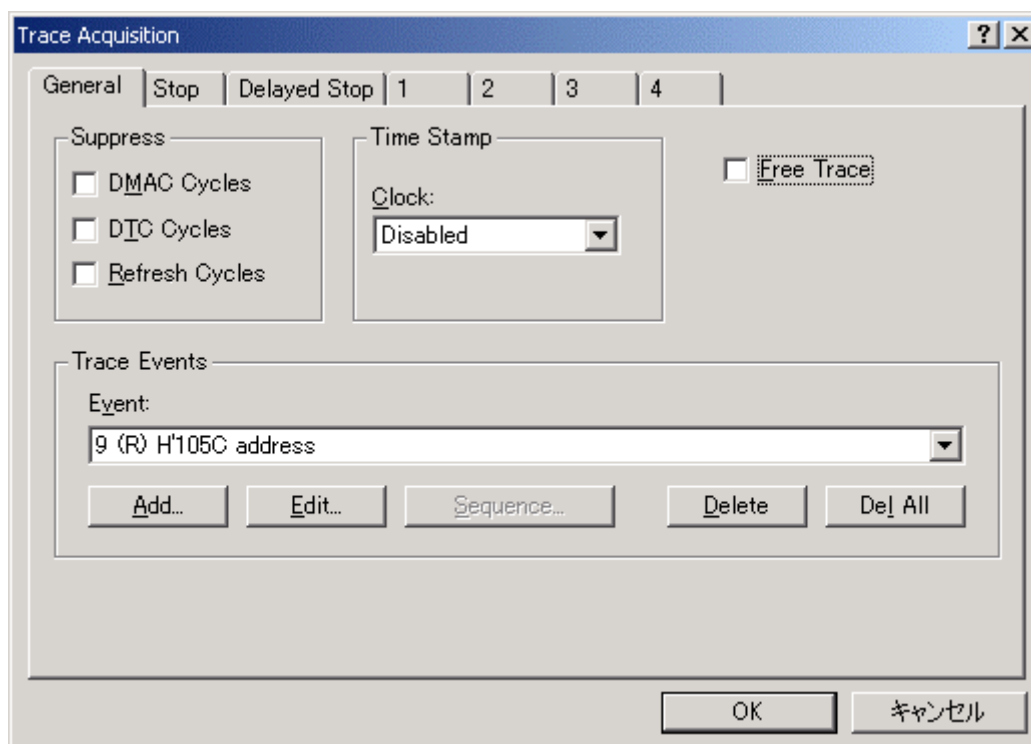 Trace Acquisition
General Stop Delayed Stop 1 2 3 4
Suppress
DMAC Cycles
DTC Cycles
Refresh Cycles
Time Stamp
Clock:
Disabled
Free Trace
Trace Events
Event:
9 (R) H'105C address
Add... Edit... Sequence... Delete Del All
OK キャンセル